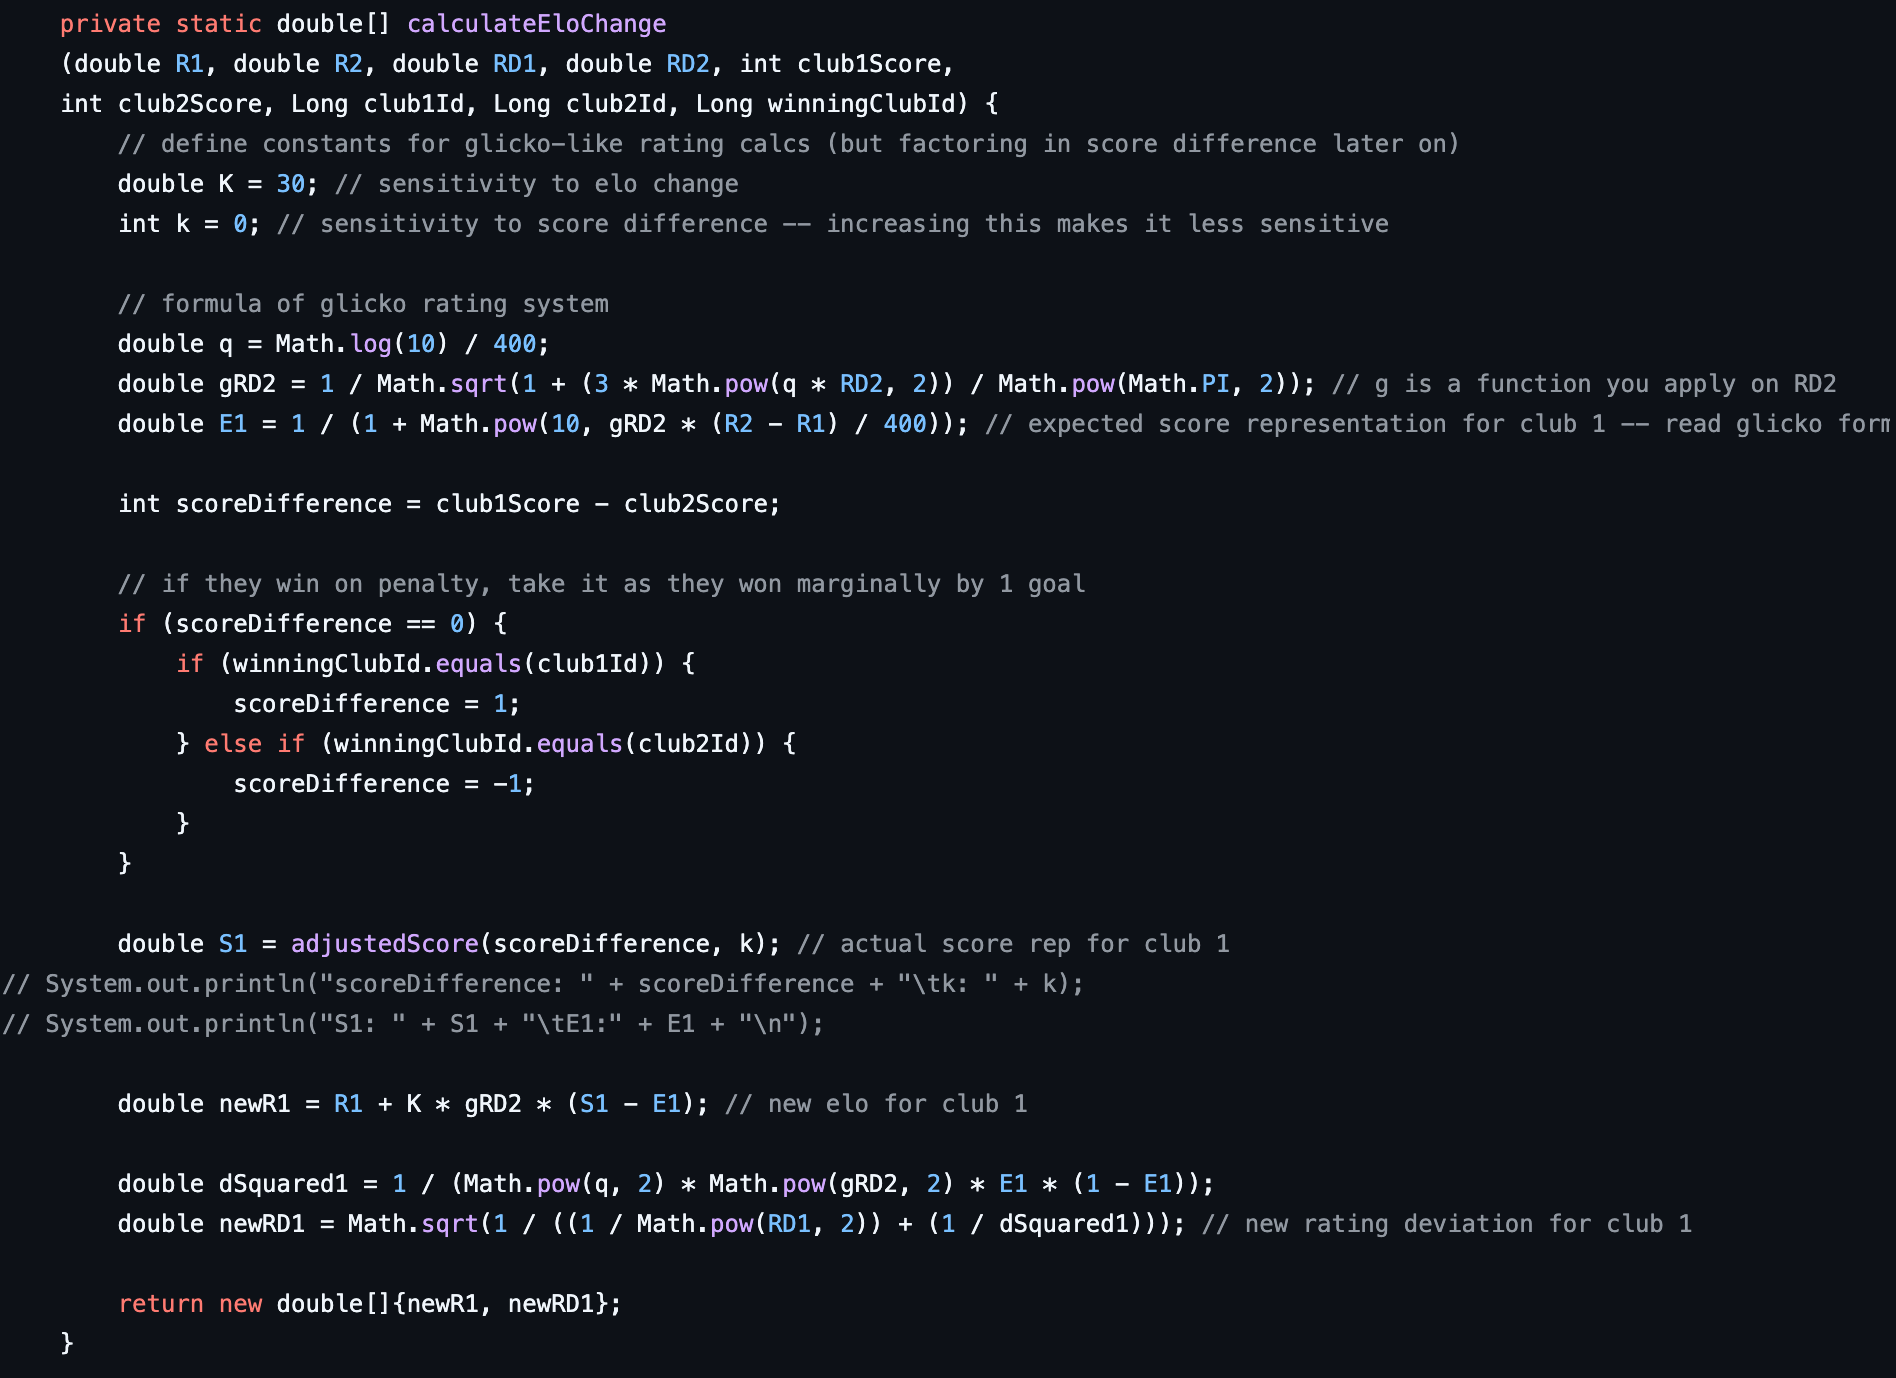 private static double[] calculateEloChange
(double R1, double R2, double RD1, double RD2, int club1Score,
int club2Score, Long club1Id, Long club2Id, Long winningClubId) {
// define constants for glicko-like rating calcs (but factoring in score difference later on)
double K = 30; // sensitivity to elo change
int k = 0; // sensitivity to score difference -- increasing this makes it less sensitive
// formula of glicko rating system
double q = Math.log(10) / 400;
double gRD2 = 1 / Math.sqrt(1 + (3 * Math.pow(q * RD2, 2)) / Math.pow(Math.PI, 2)); // g is a function you apply on RD2
double E1 = 1 / (1 + Math.pow(10, gRD2 * (R2 - R1) / 400)); // expected score representation for club 1 -- read glicko form
int scoreDifference = club1Score - club2Score;
// if they win on penalty, take it as they won marginally by 1 goal
if (scoreDifference == 0) {
if (winningClubId.equals(club1Id)) {
scoreDifference = 1;
} else if (winningClubId.equals(club2Id)) {
scoreDifference = -1;
}
}
double S1 = adjustedScore(scoreDifference, k); // actual score rep for club 1
// System.out.println("scoreDifference: " + scoreDifference + "\tk: " + k);
// System.out.println("S1: " + S1 + "\tE1:" + E1 + "\n");
double newR1 = R1 + K * gRD2 * (S1 - E1); // new elo for club 1
double dSquared1 = 1 / (Math.pow(q, 2) * Math.pow(gRD2, 2) * E1 * (1 - E1));
double newRD1 = Math.sqrt(1 / ((1 / Math.pow(RD1, 2)) + (1 / dSquared1))); // new rating deviation for club 1
return new double[]{newR1, newRD1};
}